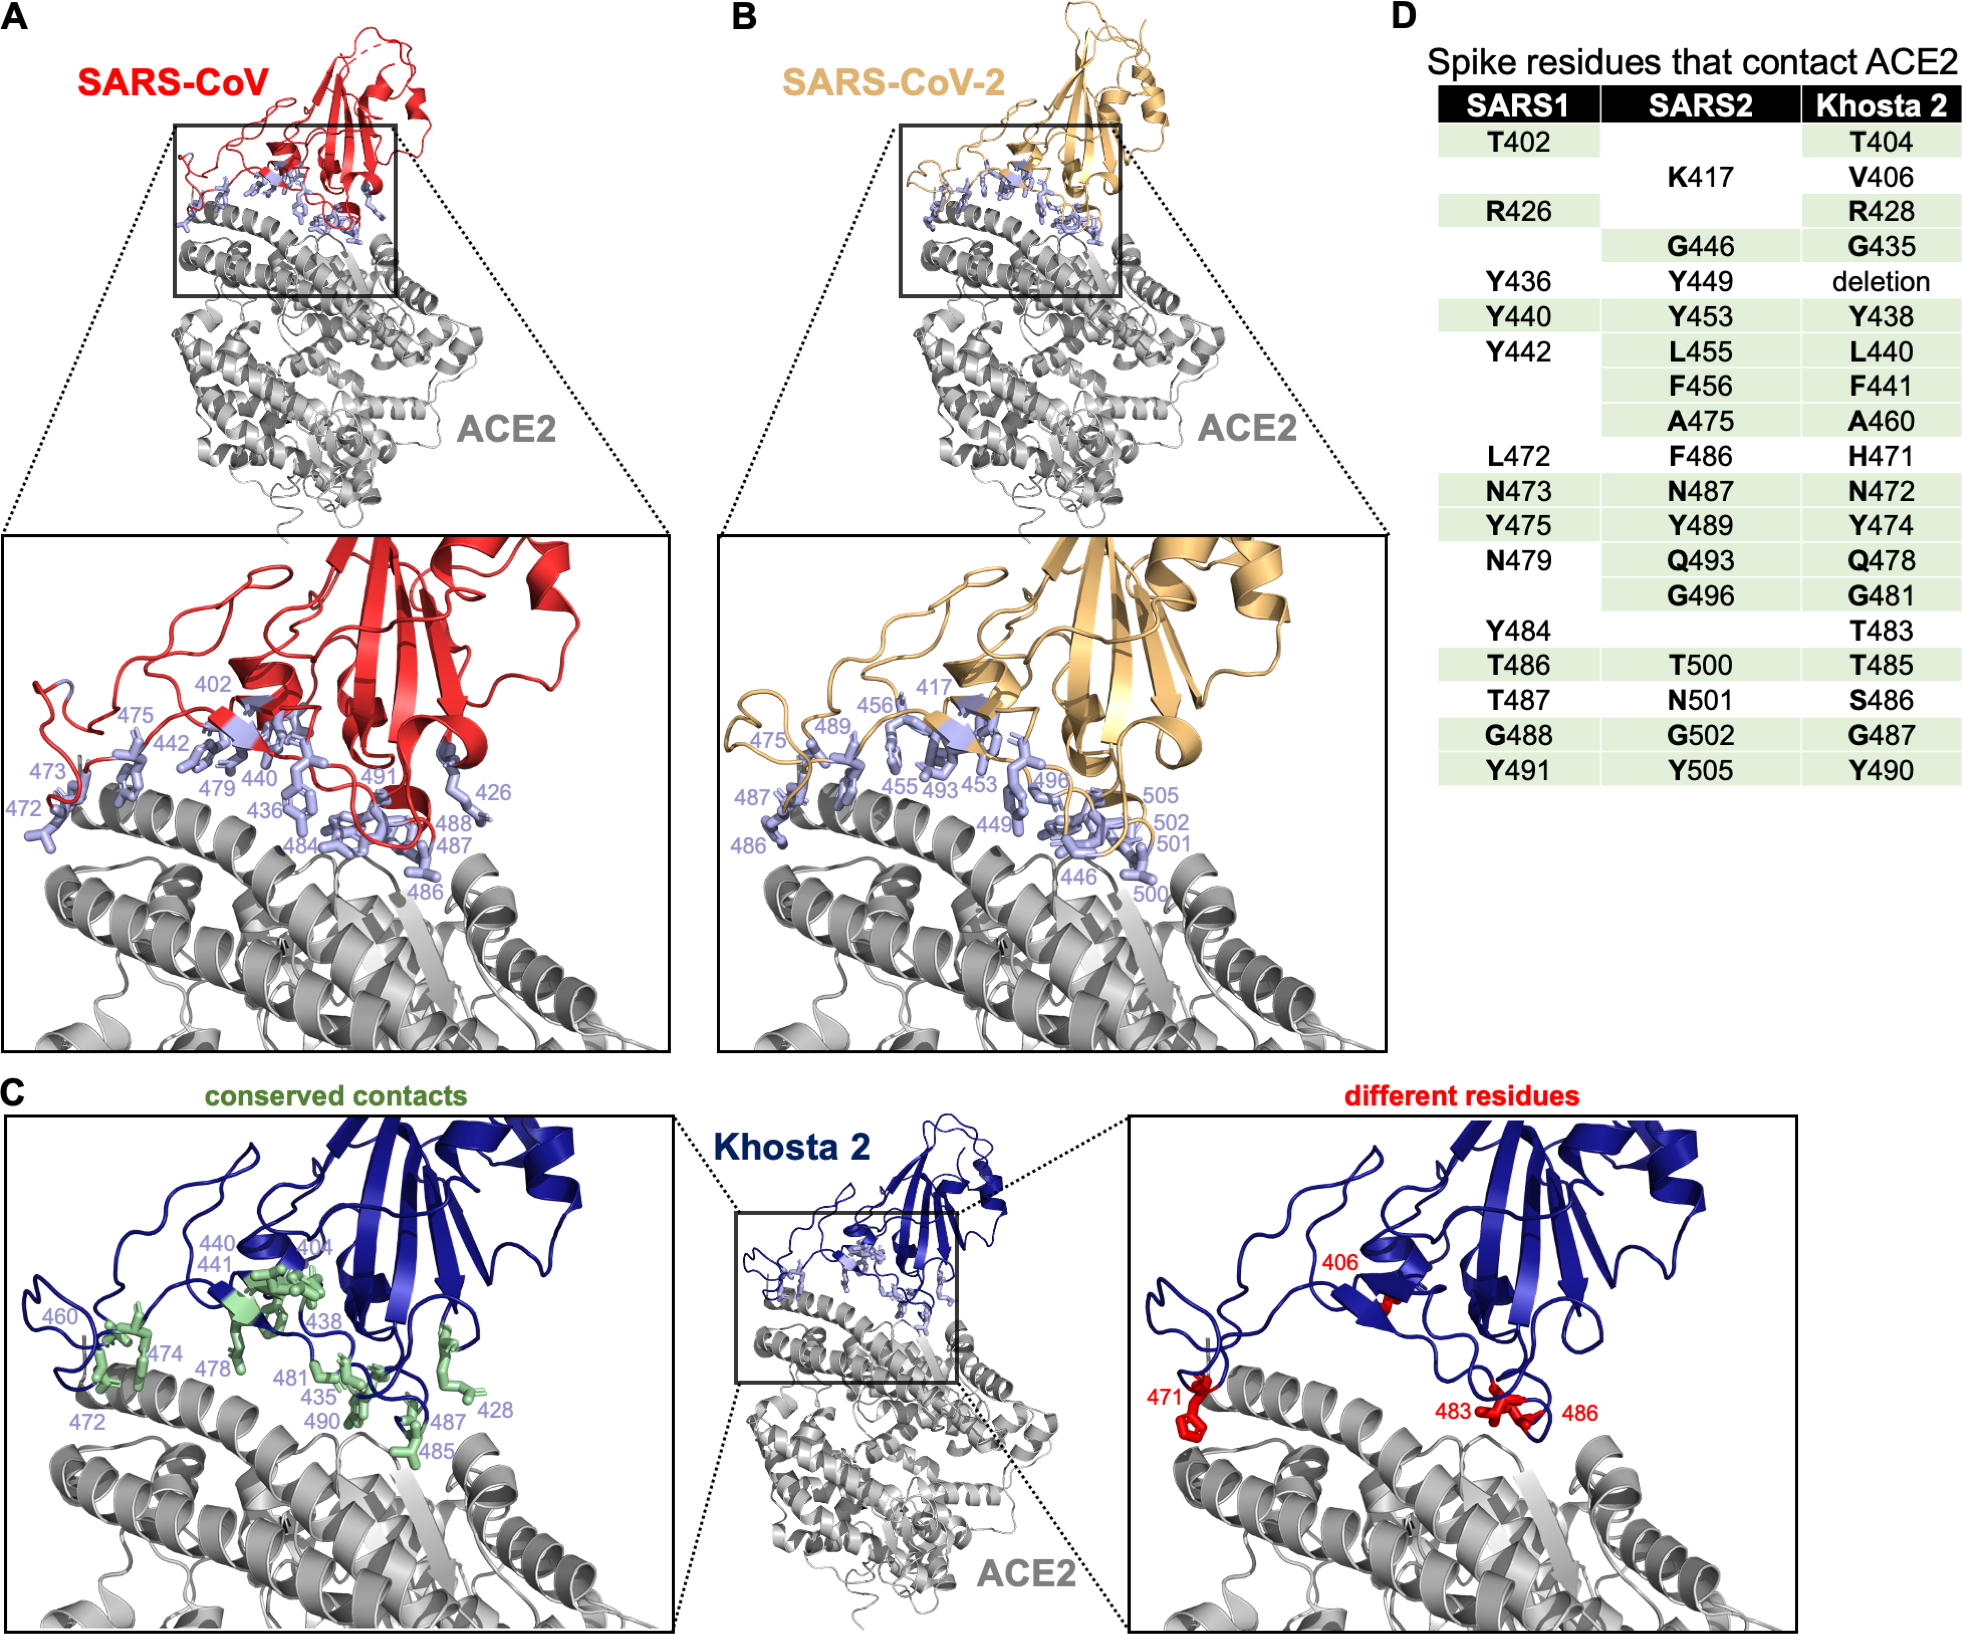 A
SARS-CoV
ACE2
402
475
442
473
472
479
440
436
491
426
488
484
487
486
B
SARS-CoV-2
ACE2
417
456
489
475
487
486
455
493
453
496
449
505
502
501
446
500
D
Spike residues that contact ACE2
SARS1 SARS2 Khosta 2
T402 T404
K417 V406
R426 R428
G446 G435
Y436 Y449 deletion
Y440 Y453 Y438
Y442 L455 L440
F456 F441
A475 A460
L472 F486 H471
N473 N487 N472
Y475 Y489 Y474
N479 Q493 Q478
G496 G481
Y484 T483
T486 T500 T485
T487 N501 S486
G488 G502 G487
Y491 Y505 Y490
C
conserved contacts
440
404
441
460
438
474
478
481
435
472
490
428
487
485
Khosta 2
ACE2
different residues
406
471
483
486